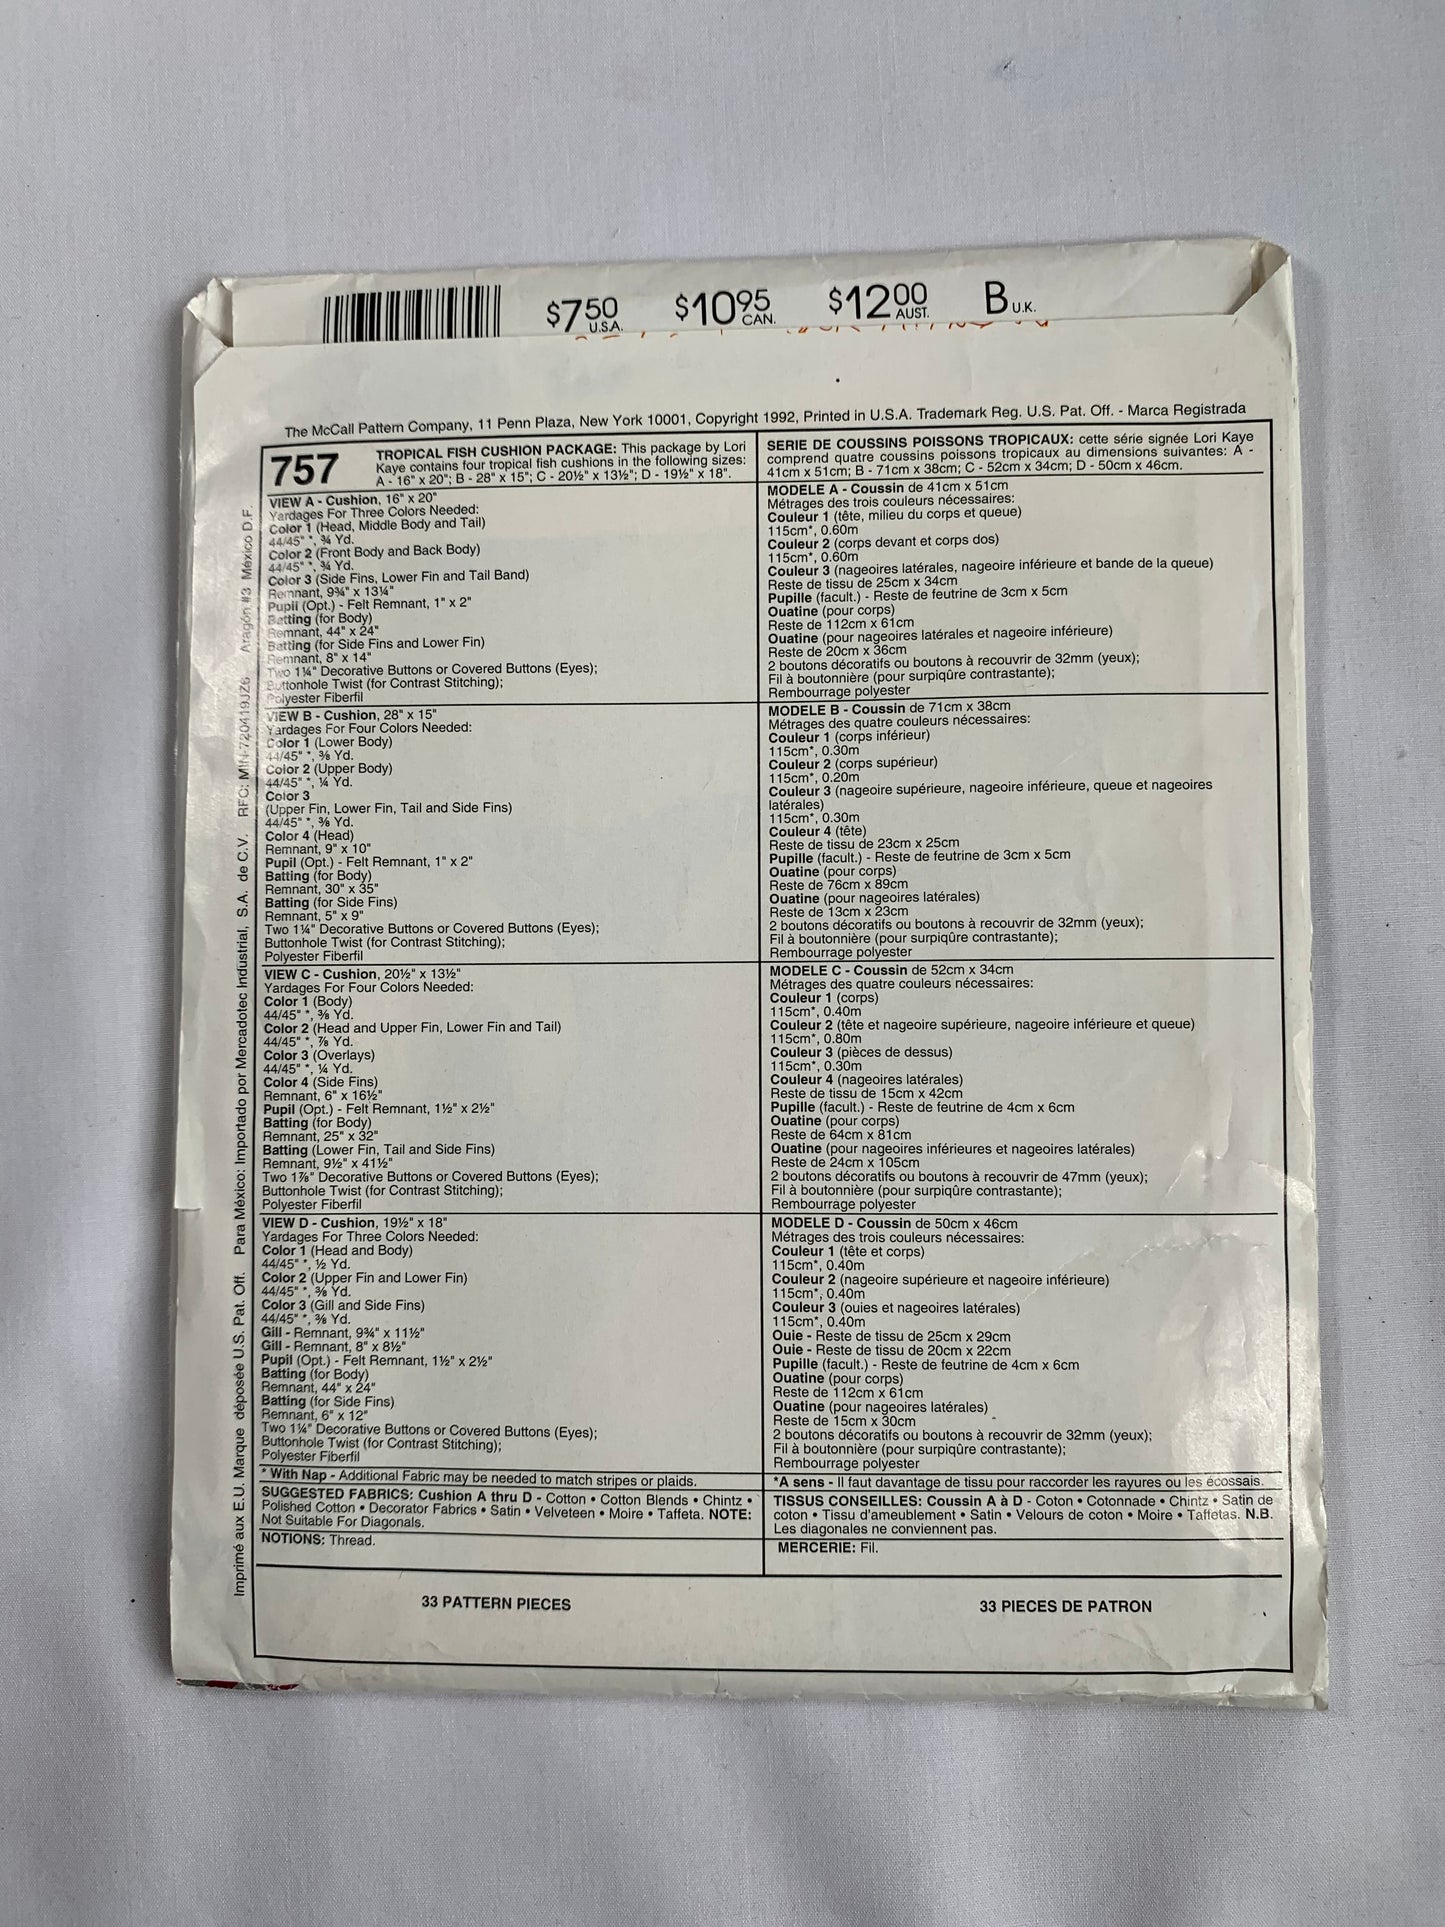 $7.50 U.S.A. $10.95 CAN. $12.00 AUST. B U.K.
The McCall Pattern Company, 11 Penn Plaza, New York 10001, Copyright 1992, Printed in U.S.A. Trademark Reg. U.S. Pat. Off. - Marca Registrada
757
TROPICAL FISH CUSHION PACKAGE: This package by Lori
Kaye contains four tropical fish cushions in the following sizes:
A - 16" x 20"; B - 28" x 15"; C - 20½" x 13½"; D - 19½" x 18".
VIEW A - Cushion, 16" x 20"
Yardages For Three Colors Needed:
Color 1 (Head, Middle Body and Tail)
44/45" *, ¾ Yd.
Color 2 (Front Body and Back Body)
44/45" *, ¾ Yd.
Color 3 (Side Fins, Lower Fin and Tail Band)
Remnant, 9¾" x 13¼"
Pupil (Opt.) - Felt Remnant, 1" x 2"
Batting (for Body)
Remnant, 44" x 24"
Batting (for Side Fins and Lower Fin)
Remnant, 8" x 14"
Two 1¼" Decorative Buttons or Covered Buttons (Eyes);
Buttonhole Twist (for Contrast Stitching);
Polyester Fiberfil
VIEW B - Cushion, 28" x 15"
Yardages For Four Colors Needed:
Color 1 (Lower Body)
44/45" *, ⅜ Yd.
Color 2 (Upper Body)
44/45" *, ¼ Yd.
Color 3
(Upper Fin, Lower Fin, Tail and Side Fins)
44/45" *, ⅜ Yd.
Color 4 (Head)
Remnant, 9" x 10"
Pupil (Opt.) - Felt Remnant, 1" x 2"
Batting (for Body)
Remnant, 30" x 35"
Batting (for Side Fins)
Remnant, 5" x 9"
Two 1¼" Decorative Buttons or Covered Buttons (Eyes);
Buttonhole Twist (for Contrast Stitching);
Polyester Fiberfil
VIEW C - Cushion, 20½" x 13½"
Yardages For Four Colors Needed:
Color 1 (Body)
44/45" *, ⅜ Yd.
Color 2 (Head and Upper Fin, Lower Fin and Tail)
44/45" *, ⅞ Yd.
Color 3 (Overlays)
44/45" *, ¼ Yd.
Color 4 (Side Fins)
Remnant, 6" x 16½"
Pupil (Opt.) - Felt Remnant, 1½" x 2½"
Batting (for Body)
Remnant, 25" x 32"
Batting (Lower Fin, Tail and Side Fins)
Remnant, 9½" x 41½"
Two 1⅞" Decorative Buttons or Covered Buttons (Eyes);
Buttonhole Twist (for Contrast Stitching);
Polyester Fiberfil
VIEW D - Cushion, 19½" x 18"
Yardages For Three Colors Needed:
Color 1 (Head and Body)
44/45" *, ½ Yd.
Color 2 (Upper Fin and Lower Fin)
44/45" *, ⅜ Yd.
Color 3 (Gill and Side Fins)
44/45" *, ⅜ Yd.
Gill - Remnant, 9¾" x 11½"
Gill - Remnant, 8" x 8½"
Pupil (Opt.) - Felt Remnant, 1½" x 2½"
Batting (for Body)
Remnant, 44" x 24"
Batting (for Side Fins)
Remnant, 6" x 12"
Two 1¼" Decorative Buttons or Covered Buttons (Eyes);
Buttonhole Twist (for Contrast Stitching);
Polyester Fiberfil
* With Nap - Additional Fabric may be needed to match stripes or plaids.
SUGGESTED FABRICS: Cushion A thru D - Cotton • Cotton Blends • Chintz •
Polished Cotton • Decorator Fabrics • Satin • Velveteen • Moire • Taffeta. NOTE:
Not Suitable For Diagonals.
NOTIONS: Thread.
33 PATTERN PIECES
SERIE DE COUSSINS POISSONS TROPICAUX: cette série signée Lori Kaye
comprend quatre coussins poissons tropicaux au dimensions suivantes: A -
41cm x 51cm; B - 71cm x 38cm; C - 52cm x 34cm; D - 50cm x 46cm.
MODELE A - Coussin de 41cm x 51cm
Métrages des trois couleurs nécessaires:
Couleur 1 (tête, milieu du corps et queue)
115cm*, 0.60m
Couleur 2 (corps devant et corps dos)
115cm*, 0.60m
Couleur 3 (nageoires latérales, nageoire inférieure et bande de la queue)
Reste de tissu de 25cm x 34cm
Pupille (facult.) - Reste de feutrine de 3cm x 5cm
Ouatine (pour corps)
Reste de 112cm x 61cm
Ouatine (pour nageoires latérales et nageoire inférieure)
Reste de 20cm x 36cm
2 boutons décoratifs ou boutons à recouvrir de 32mm (yeux);
Fil à boutonnière (pour surpiqûre contrastante);
Rembourrage polyester
MODELE B - Coussin de 71cm x 38cm
Métrages des quatre couleurs nécessaires:
Couleur 1 (corps inférieur)
115cm*, 0.30m
Couleur 2 (corps supérieur)
115cm*, 0.20m
Couleur 3 (nageoire supérieure, nageoire inférieure, queue et nageoires
latérales)
115cm*, 0.30m
Couleur 4 (tête)
Reste de tissu de 23cm x 25cm
Pupille (facult.) - Reste de feutrine de 3cm x 5cm
Ouatine (pour corps)
Reste de 76cm x 89cm
Ouatine (pour nageoires latérales)
Reste de 13cm x 23cm
2 boutons décoratifs ou boutons à recouvrir de 32mm (yeux);
Fil à boutonnière (pour surpiqûre contrastante);
Rembourrage polyester
MODELE C - Coussin de 52cm x 34cm
Métrages des quatre couleurs nécessaires:
Couleur 1 (corps)
115cm*, 0.40m
Couleur 2 (tête et nageoire supérieure, nageoire inférieure et queue)
115cm*, 0.80m
Couleur 3 (pièces de dessus)
115cm*, 0.30m
Couleur 4 (nageoires latérales)
Reste de tissu de 15cm x 42cm
Pupille (facult.) - Reste de feutrine de 4cm x 6cm
Ouatine (pour corps)
Reste de 64cm x 81cm
Ouatine (pour nageoires inférieures et nageoires latérales)
Reste de 24cm x 105cm
2 boutons décoratifs ou boutons à recouvrir de 47mm (yeux);
Fil à boutonnière (pour surpiqûre contrastante);
Rembourrage polyester
MODELE D - Coussin de 50cm x 46cm
Métrages des trois couleurs nécessaires:
Couleur 1 (tête et corps)
115cm*, 0.40m
Couleur 2 (nageoire supérieure et nageoire inférieure)
115cm*, 0.40m
Couleur 3 (ouies et nageoires latérales)
115cm*, 0.40m
Ouie - Reste de tissu de 25cm x 29cm
Ouie - Reste de tissu de 20cm x 22cm
Pupille (facult.) - Reste de feutrine de 4cm x 6cm
Ouatine (pour corps)
Reste de 112cm x 61cm
Ouatine (pour nageoires latérales)
Reste de 15cm x 30cm
2 boutons décoratifs ou boutons à recouvrir de 32mm (yeux);
Fil à boutonnière (pour surpiqûre contrastante);
Rembourrage polyester
*A sens - Il faut davantage de tissu pour raccorder les rayures ou les écossais.
TISSUS CONSEILLES: Coussin A à D - Coton • Cotonnade • Chintz • Satin de
coton • Tissu d'ameublement • Satin • Velours de coton • Moire • Taffetas. N.B.
Les diagonales ne conviennent pas.
MERCERIE: Fil.
33 PIECES DE PATRON
Imprimé aux E.U. Marque déposée U.S. Pat. Off. Para México: Importado por Mercadotec Industrial, S.A. de C.V. RFC: MIN-720419JZ6 Aragón #3 México D.F.